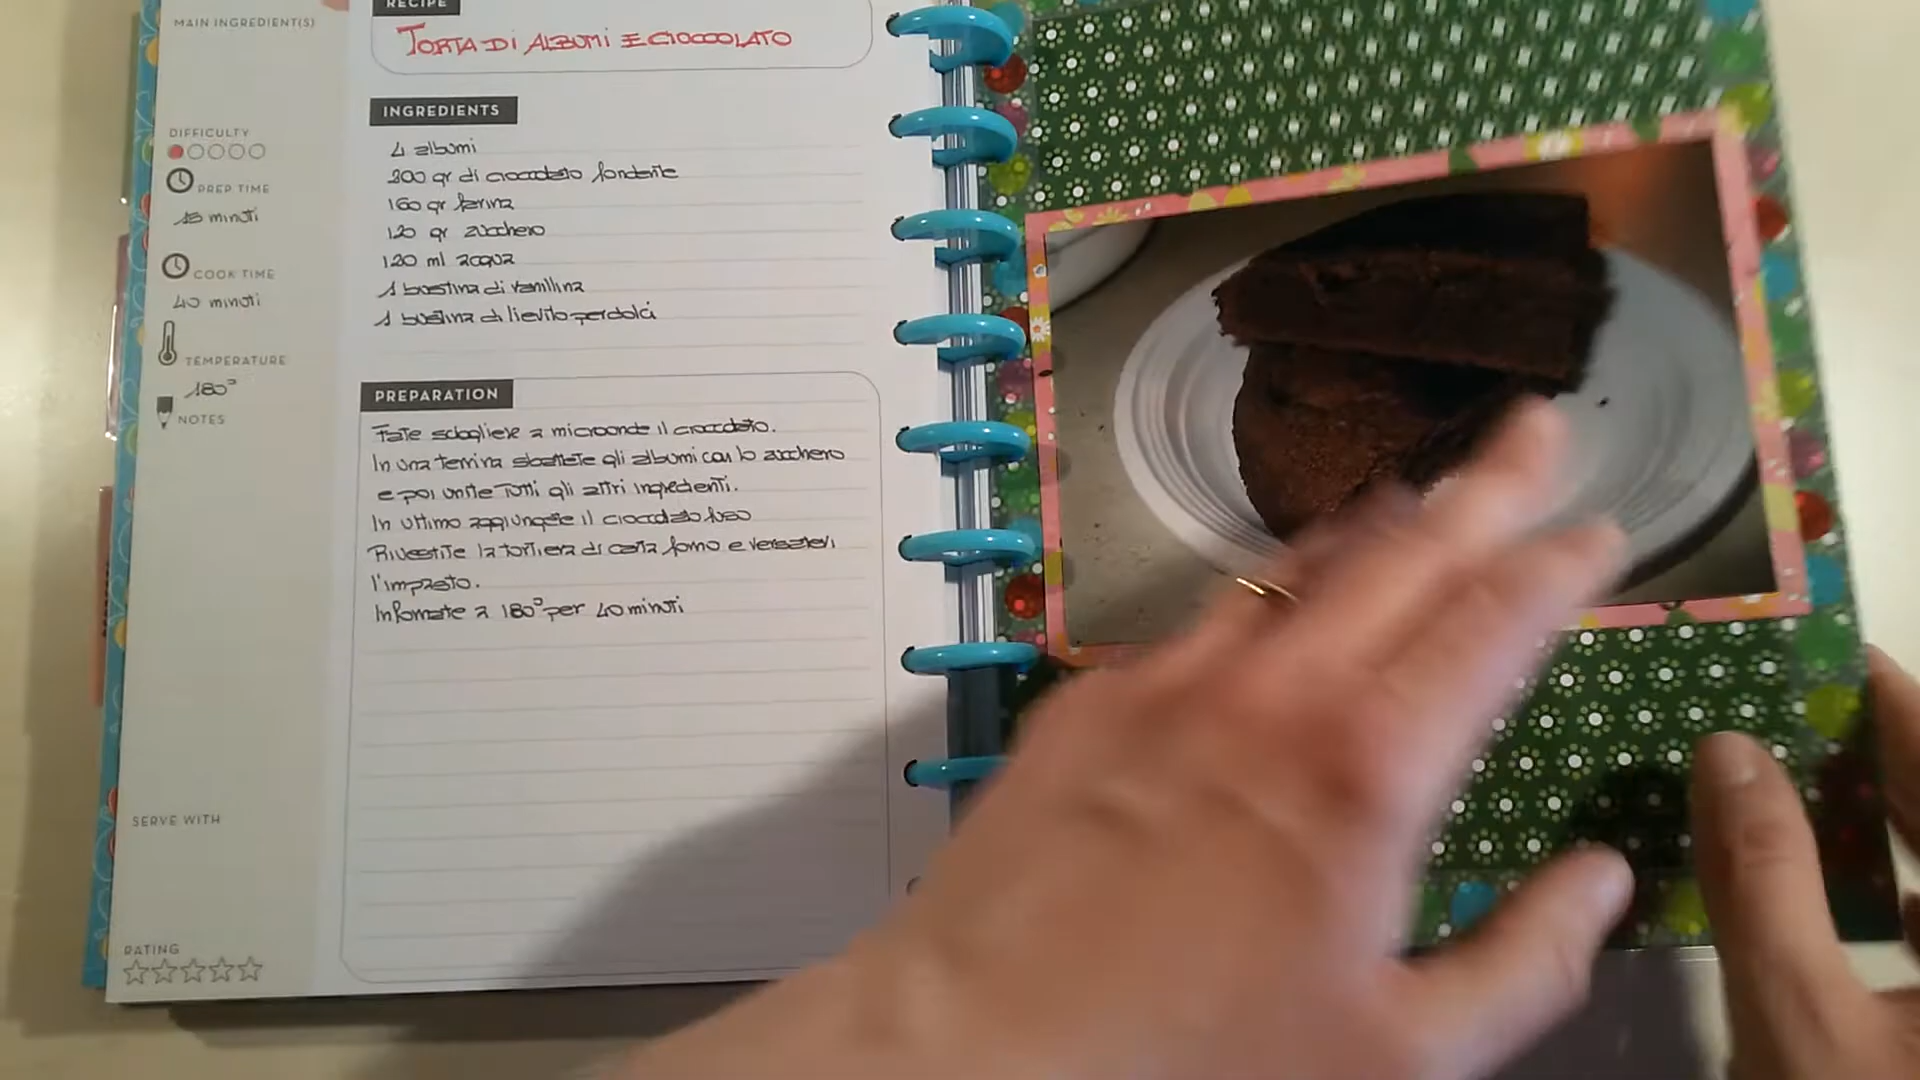 MAIN INGREDIENT(S)
DIFFICULTY
PREP TIME
15 minuti
COOK TIME
40 minuti
TEMPERATURE
180°
NOTES
SERVE WITH
RATING
RECIPE
TORTA DI ALBUMI E CIOCCOLATO
INGREDIENTS
4 albumi
200 gr di cioccolato fondente
160 gr farina
120 gr zucchero
120 ml acqua
1 bustina di vanillina
1 bustina di lievito per dolci
PREPARATION
Fate sciogliere a microonde il cioccolato.
In una terrina sbattete gli albumi con lo zucchero
e poi unite tutti gli altri ingredienti.
In ultimo aggiungete il cioccolato fuso
Rivestite la tortiera di carta forno e versatevi
l'impasto.
Infornate a 180° per 40 minuti